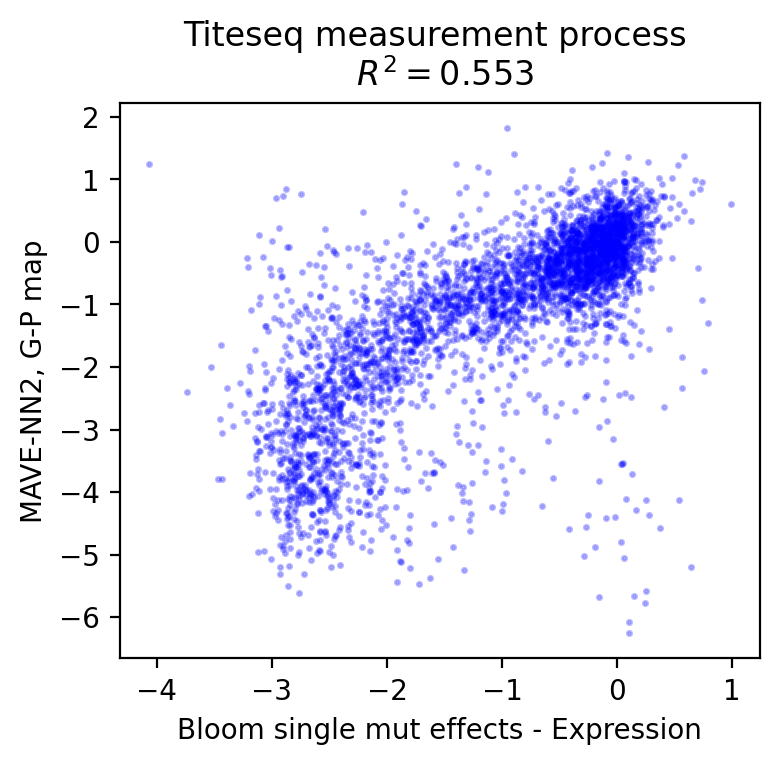 Titeseq measurement process
R² = 0.553
MAVE-NN2, G-P map
2
1
0
−1
−2
−3
−4
−5
−6
−4 −3 −2 −1 0 1
Bloom single mut effects - Expression